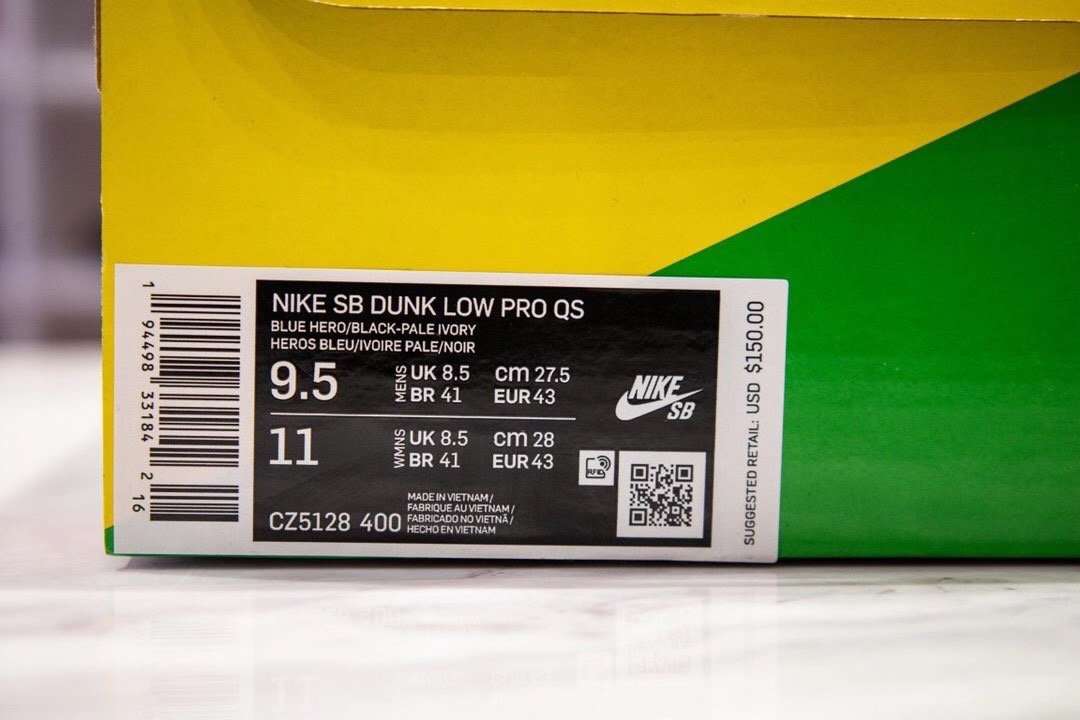 1
94498 33184
2
16
NIKE SB DUNK LOW PRO QS
BLUE HERO/BLACK-PALE IVORY
HEROS BLEU/IVOIRE PALE/NOIR
9.5
MENS
UK 8.5 cm 27.5
BR 41 EUR 43
11
WMNS
UK 8.5 cm 28
BR 41 EUR 43
CZ5128 400
MADE IN VIETNAM /
FABRIQUE AU VIETNAM /
FABRICADO NO VIETNÃ /
HECHO EN VIETNAM
NIKE
SB
RFID
SUGGESTED RETAIL: USD $150.00